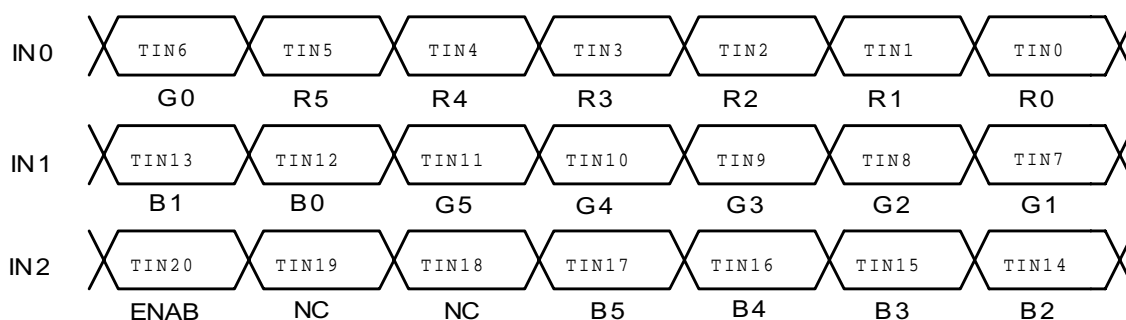 IN0 TIN6 TIN5 TIN4 TIN3 TIN2 TIN1 TIN0
G0 R5 R4 R3 R2 R1 R0
IN1 TIN13 TIN12 TIN11 TIN10 TIN9 TIN8 TIN7
B1 B0 G5 G4 G3 G2 G1
IN2 TIN20 TIN19 TIN18 TIN17 TIN16 TIN15 TIN14
ENAB NC NC B5 B4 B3 B2